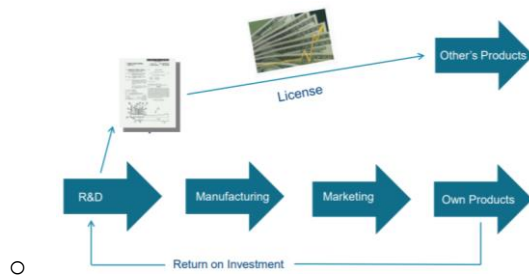 Other's Products
License
R&D
Manufacturing
Marketing
Own Products
Return on Investment